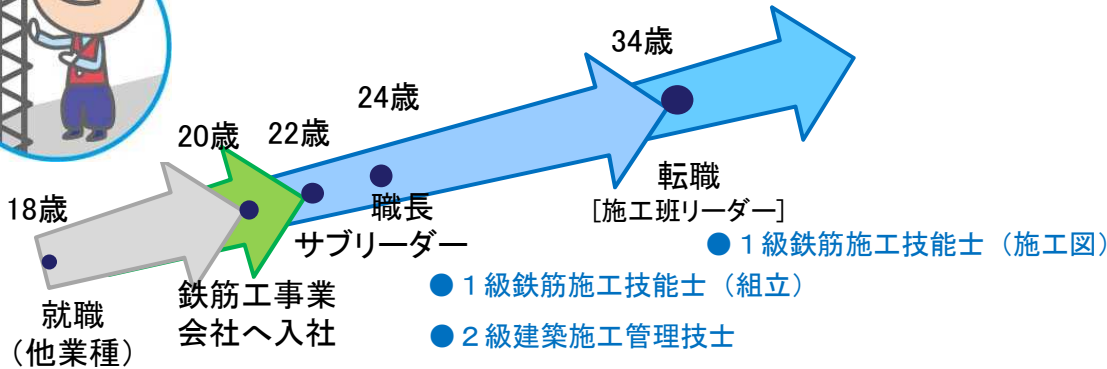 18歳
就職
（他業種）
20歳
鉄筋工事業
会社へ入社
22歳
サブリーダー
24歳
職長
34歳
転職
［施工班リーダー］
●１級鉄筋施工技能士（施工図）
●１級鉄筋施工技能士（組立）
●２級建築施工管理技士